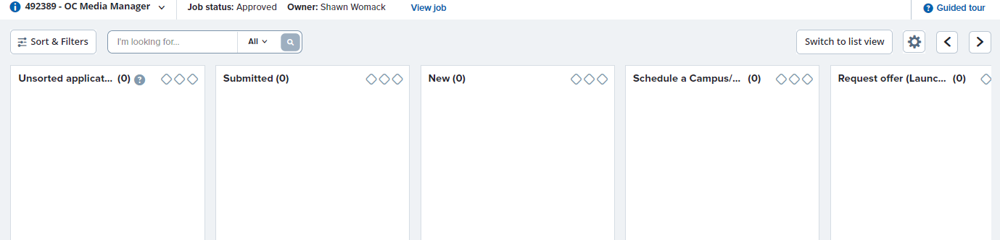 492389 - OC Media Manager Job status: Approved Owner: Shawn Womack View job Guided tour
Sort & Filters I'm looking for... All Switch to list view
Unsorted applicat... (0) Submitted (0) New (0) Schedule a Campus/... (0) Request offer (Launc... (0)